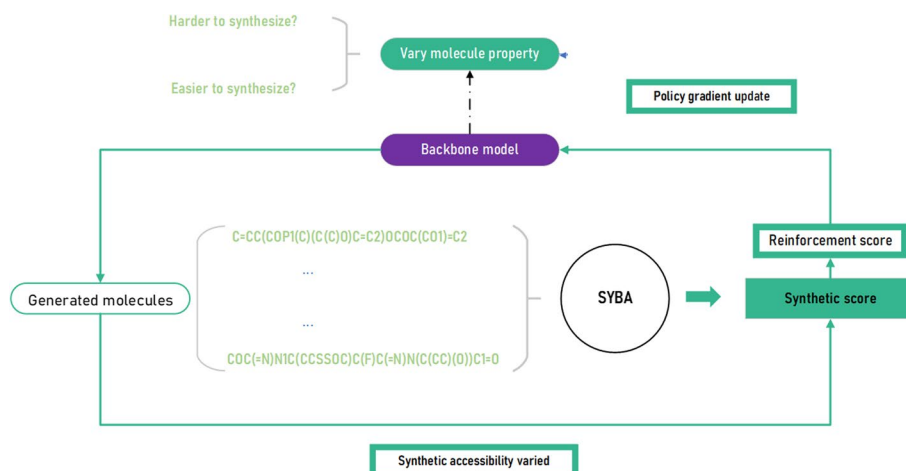 Harder to synthesize?
Vary molecule property
Easier to synthesize?
Policy gradient update
Backbone model
C=CC(COP1(C)(C(C)O)C=C2)OCOC(CO1)=C2
Reinforcement score
...
Generated molecules
SYBA
Synthetic score
...
COC(=N)N1C(CCSSOC)C(F)C(=N)N(C(CC)(O))C1=O
Synthetic accessibility varied